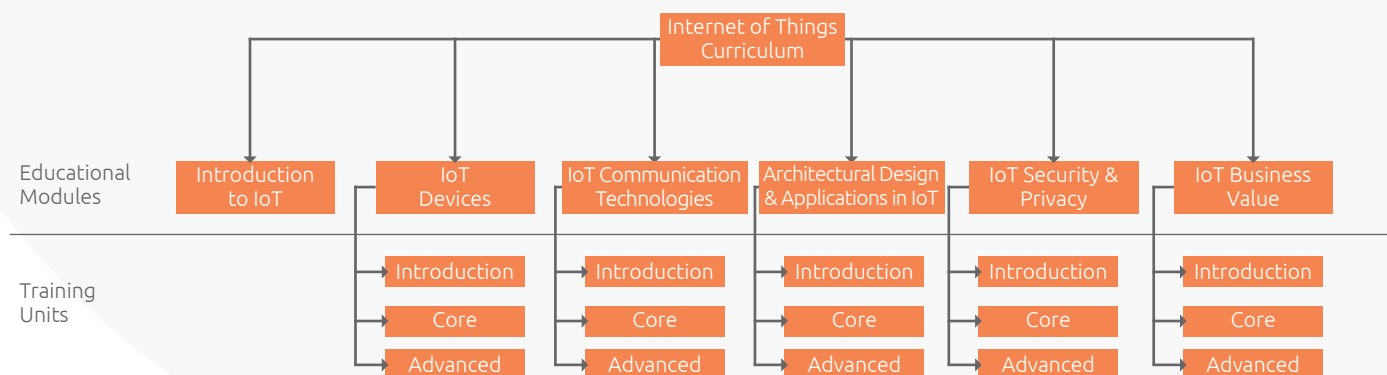 Internet of Things
Curriculum
Educational
Modules
Introduction
to IoT
IoT
Devices
IoT Communication
Technologies
Architectural Design
& Applications in IoT
IoT Security &
Privacy
IoT Business
Value
Training
Units
Introduction
Introduction
Introduction
Introduction
Introduction
Core
Core
Core
Core
Core
Advanced
Advanced
Advanced
Advanced
Advanced